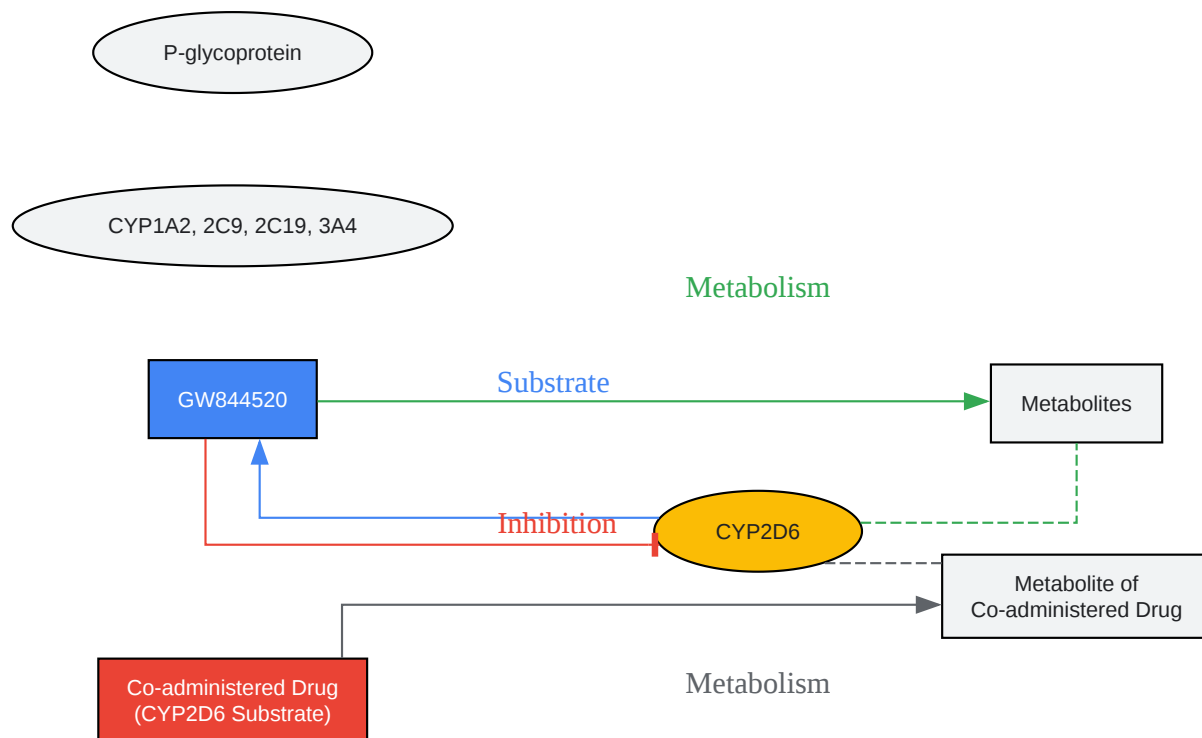 P-glycoprotein
CYP1A2, 2C9, 2C19, 3A4
Metabolism
Substrate
GW844520
Metabolites
Inhibition
CYP2D6
Metabolite of
Co-administered Drug
Metabolism
Co-administered Drug
(CYP2D6 Substrate)